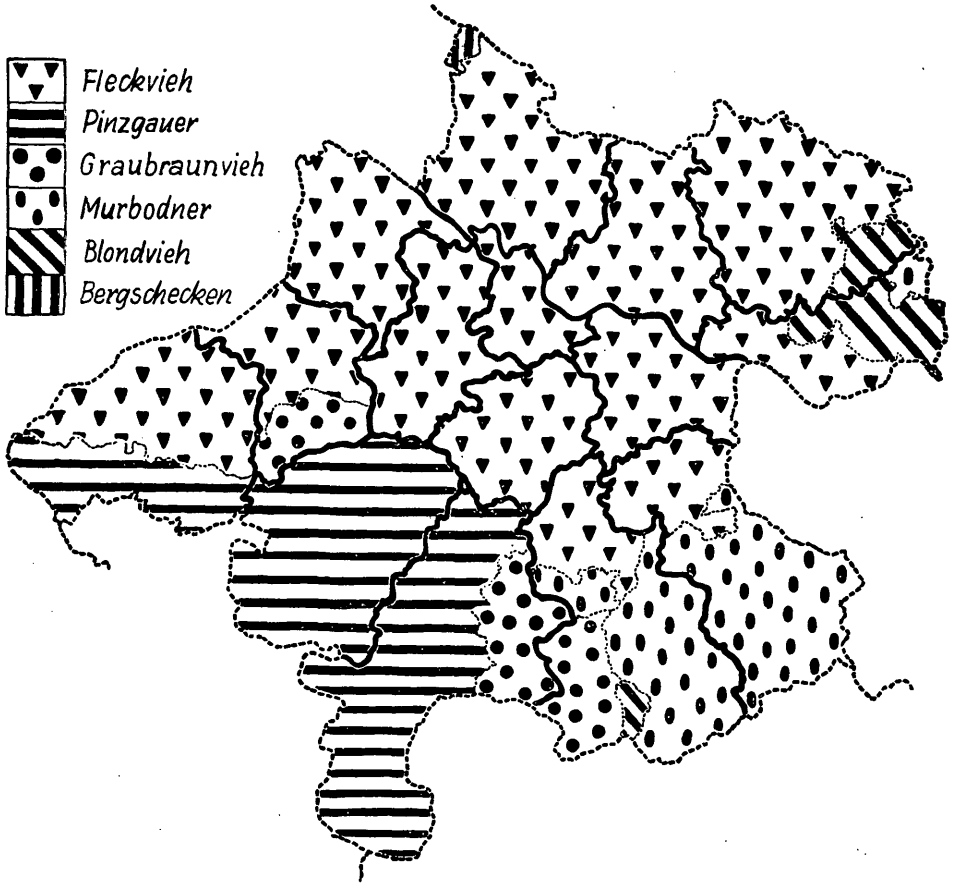 Fleckvieh
Pinzgauer
Graubraunvieh
Murbodner
Blondvieh
Bergschecken